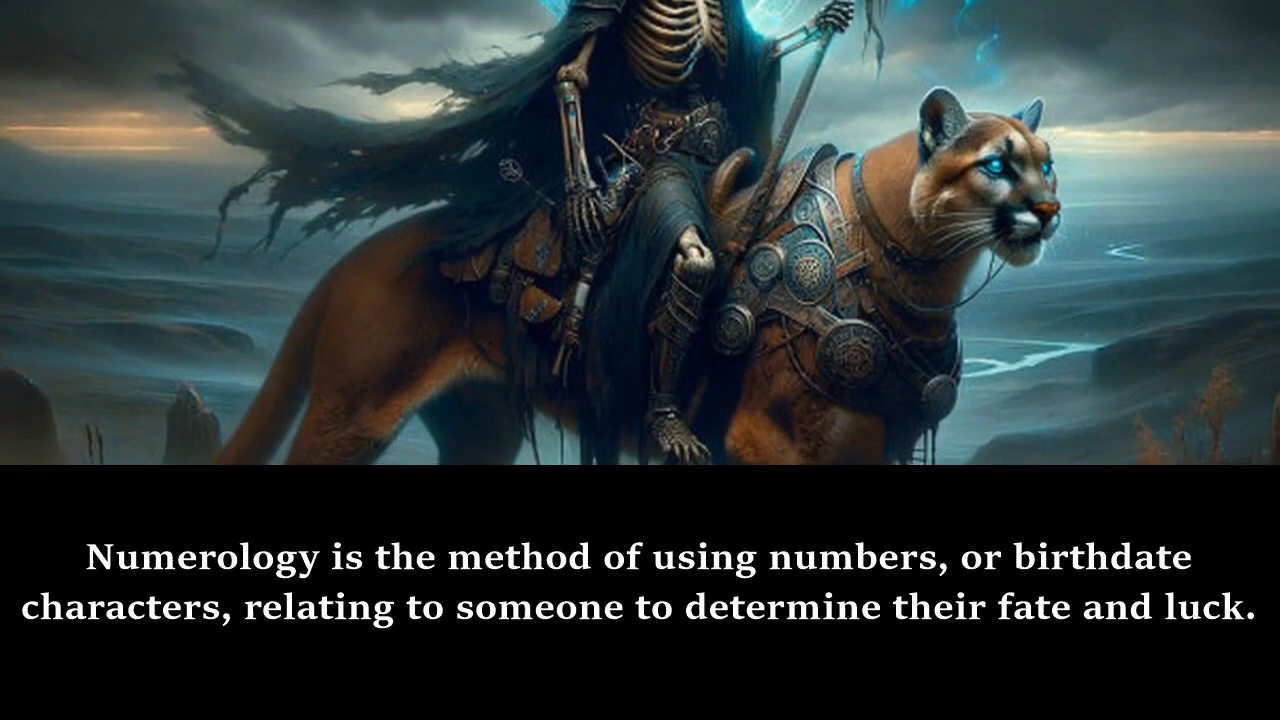 Numerology is the method of using numbers, or birthdate
characters, relating to someone to determine their fate and luck.